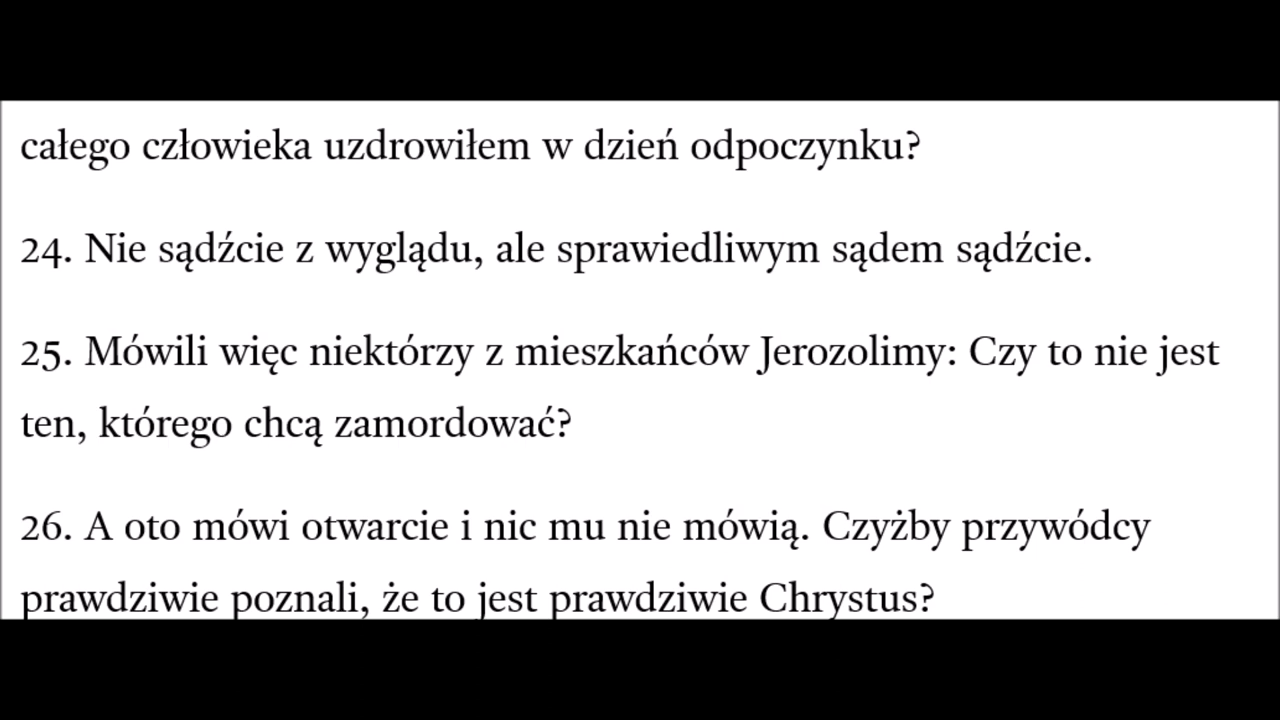 całego człowieka uzdrowiłem w dzień odpoczynku?
24. Nie sądźcie z wyglądu, ale sprawiedliwym sądem sądźcie.
25. Mówili więc niektórzy z mieszkańców Jerozolimy: Czy to nie jest
ten, którego chcą zamordować?
26. A oto mówi otwarcie i nic mu nie mówią. Czyżby przywódcy
prawdziwie poznali, że to jest prawdziwie Chrystus?